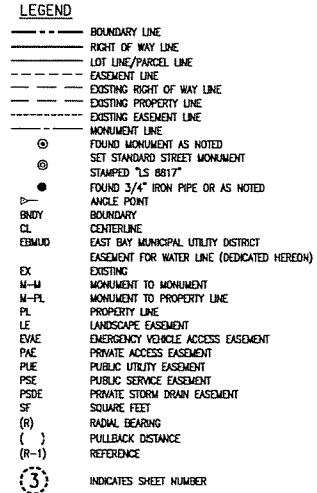 LEGEND
BOUNDARY LINE
RIGHT OF WAY LINE
LOT LINE/PARCEL LINE
EASEMENT LINE
EXISTING RIGHT OF WAY LINE
EXISTING PROPERTY LINE
EXISTING EASEMENT LINE
MONUMENT LINE
FOUND MONUMENT AS NOTED
SET STANDARD STREET MONUMENT
STAMPED "LS 8817"
FOUND 3/4" IRON PIPE OR AS NOTED
ANGLE POINT
BNDY BOUNDARY
CL CENTERLINE
EBMUD EAST BAY MUNICIPAL UTILITY DISTRICT
EASEMENT FOR WATER LINE (DEDICATED HEREON)
EX EXISTING
M-M MONUMENT TO MONUMENT
M-PL MONUMENT TO PROPERTY LINE
PL PROPERTY LINE
LE LANDSCAPE EASEMENT
EVAE EMERGENCY VEHICLE ACCESS EASEMENT
PAE PRIVATE ACCESS EASEMENT
PUE PUBLIC UTILITY EASEMENT
PSE PUBLIC SERVICE EASEMENT
PSDE PRIVATE STORM DRAIN EASEMENT
SF SQUARE FEET
(R) RADIAL BEARING
( ) PULLBACK DISTANCE
(R-1) REFERENCE
3 INDICATES SHEET NUMBER